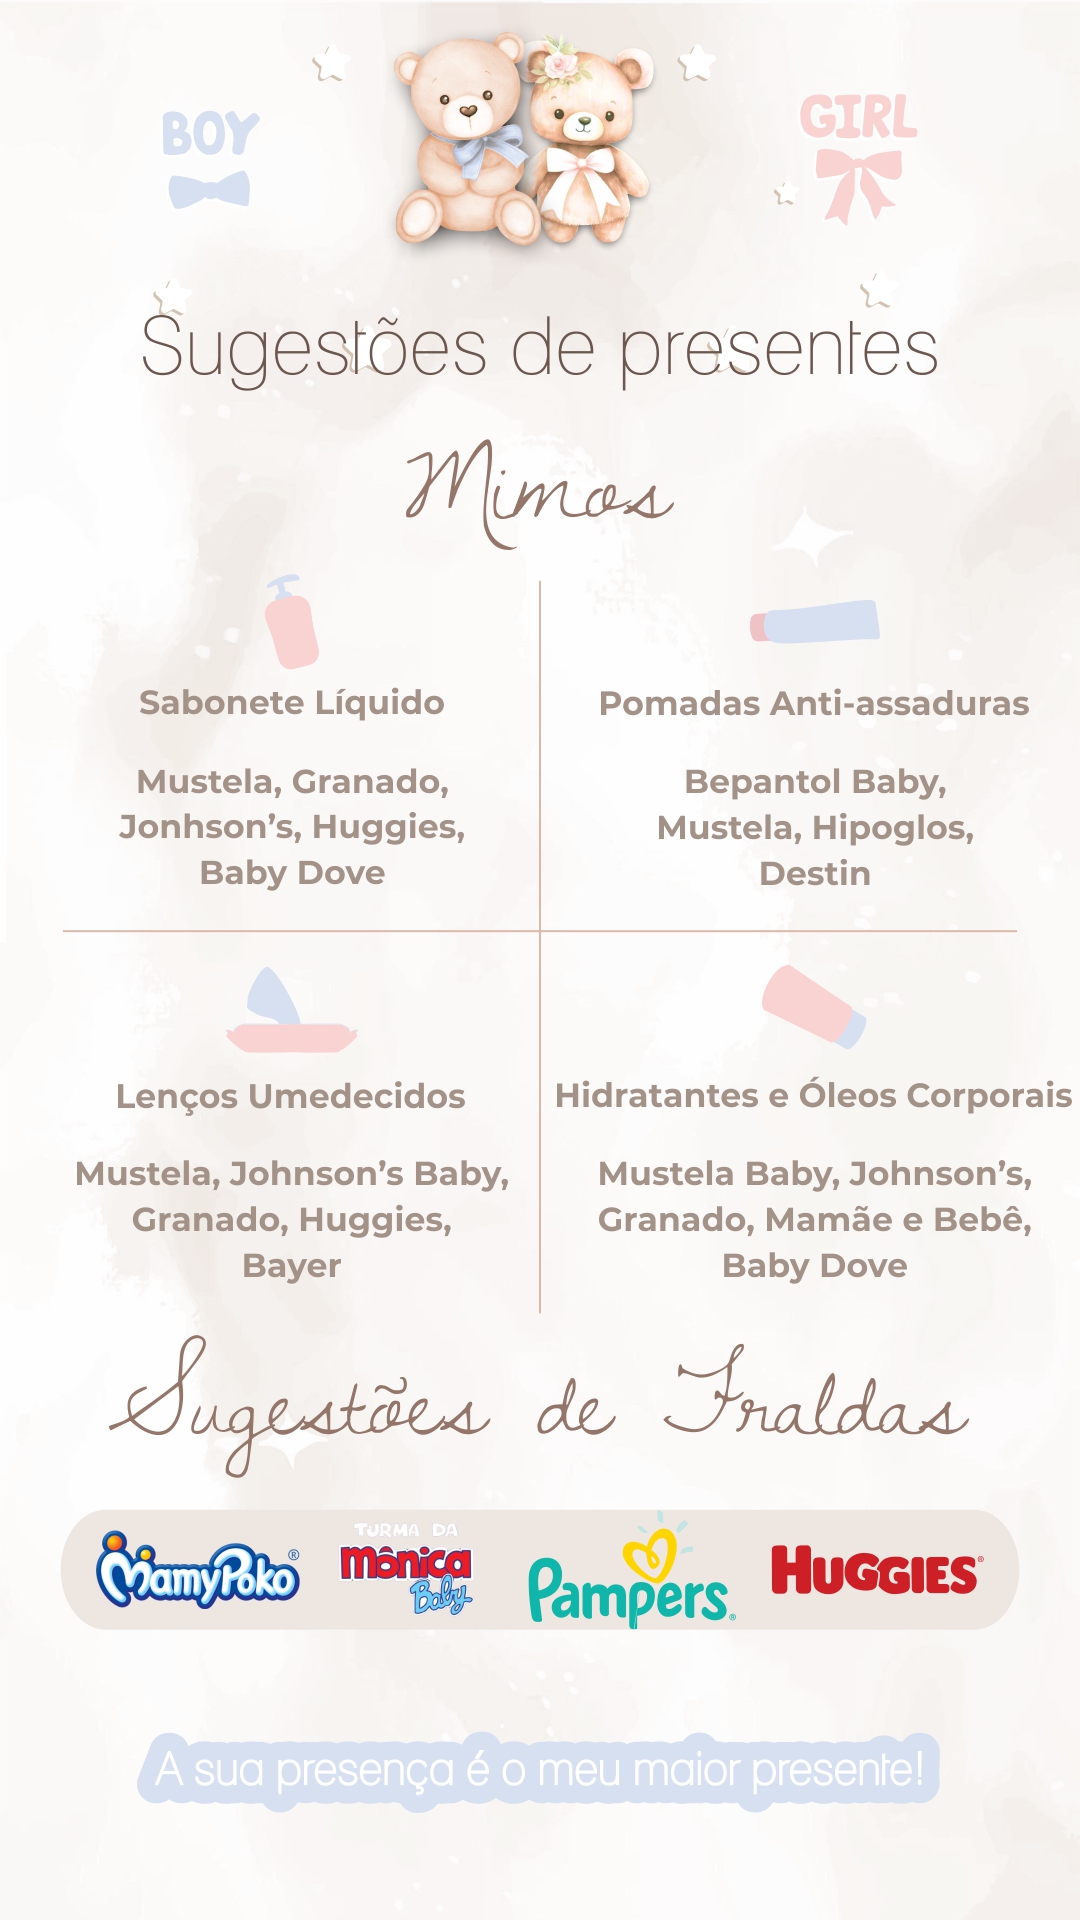 BOY
GIRL
Sugestões de presentes
Mimos
Sabonete Líquido
Mustela, Granado,
Jonhson's, Huggies,
Baby Dove
Pomadas Anti-assaduras
Bepantol Baby,
Mustela, Hipoglos,
Destin
Lenços Umedecidos
Mustela, Johnson's Baby,
Granado, Huggies,
Bayer
Hidratantes e Óleos Corporais
Mustela Baby, Johnson's,
Granado, Mamãe e Bebê,
Baby Dove
Sugestões de Fraldas
MamyPoko®
TURMA DA
Mônica
Baby
Pampers®
HUGGIES®
A sua presença é o meu maior presente!